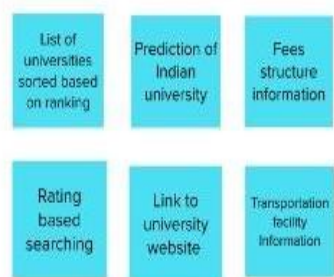 List of
universities
sorted based
on ranking
Prediction of
Indian
university
Fees
structure
information
Rating
based
searching
Link to
university
website
Transportation
facility
Information